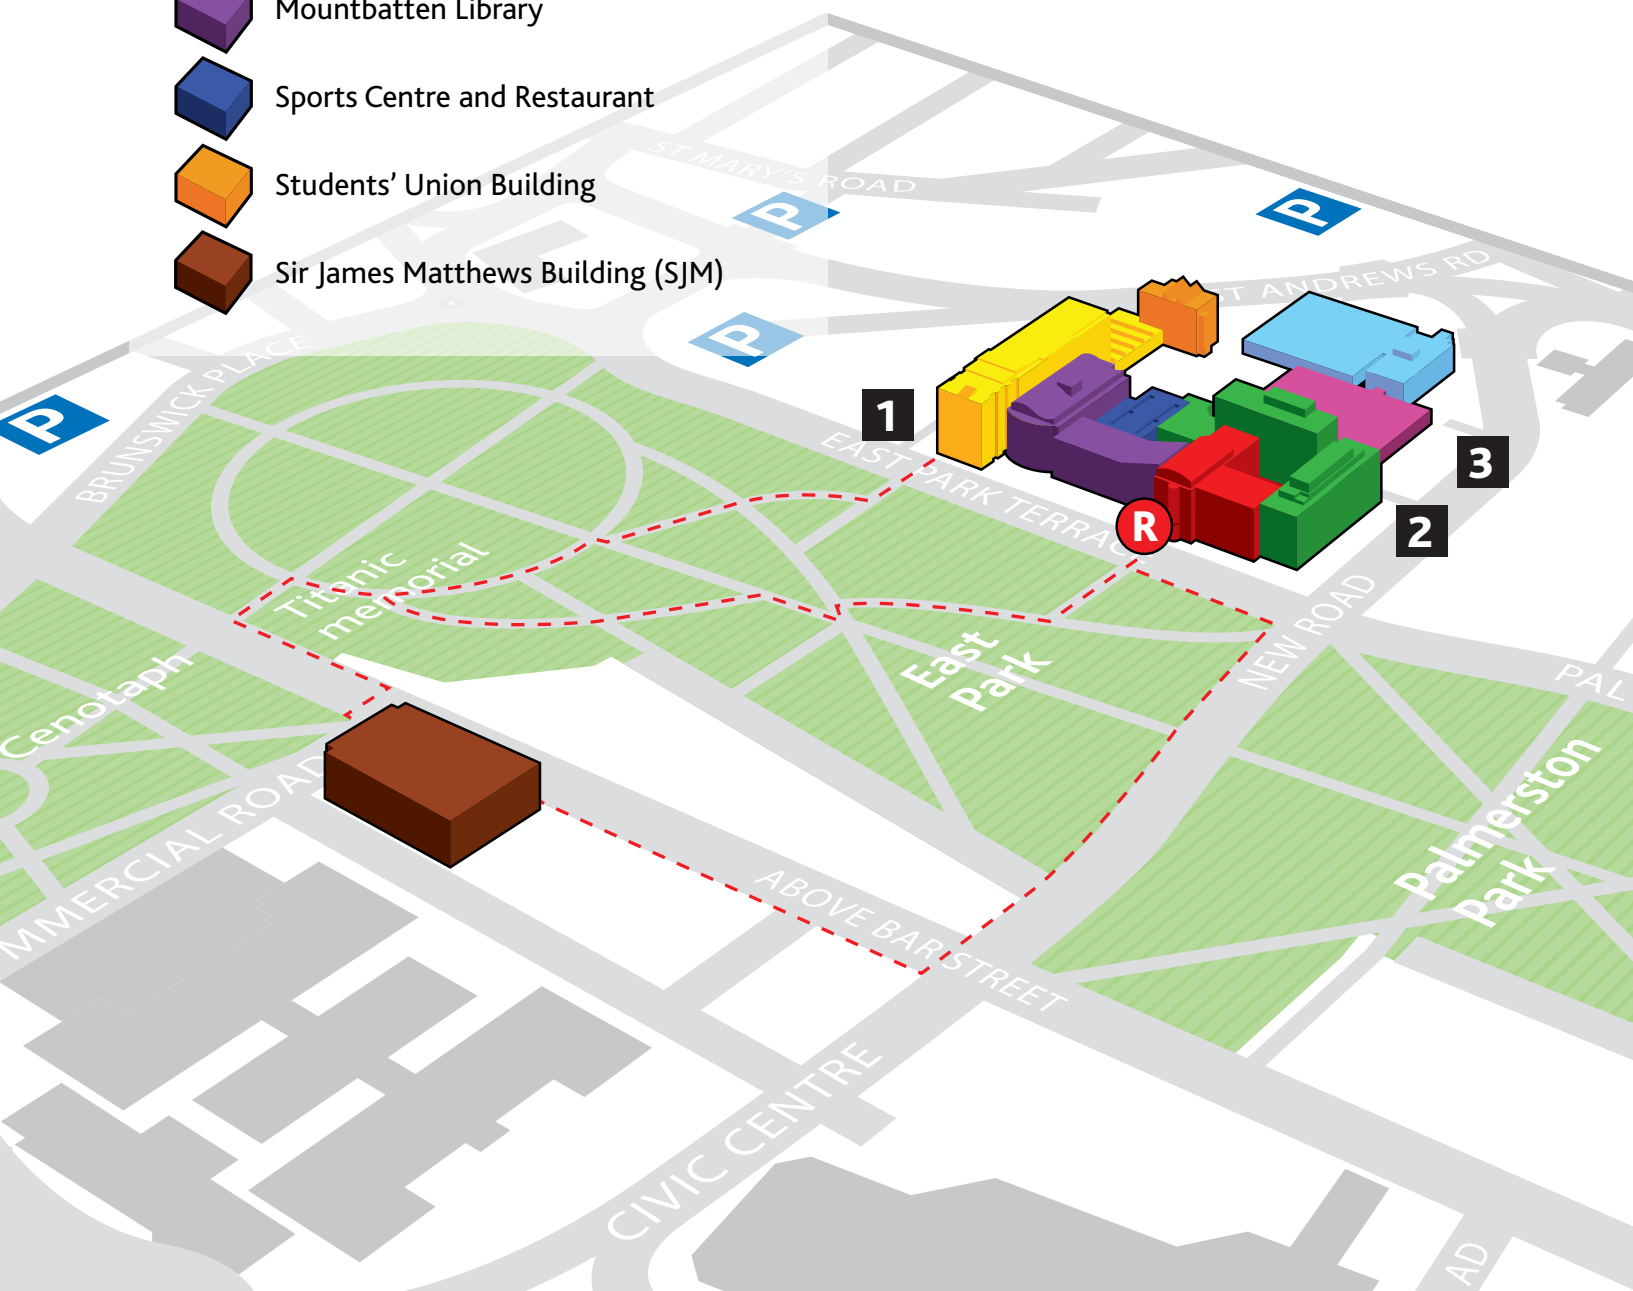 Mountbatten Library
Sports Centre and Restaurant
Students' Union Building
Sir James Matthews Building (SJM)
ST MARY'S ROAD
P
P
P
P
ST ANDREWS RD
BRUNSWICK PLACE
1
EAST PARK TERRACE
3
R
2
Titanic
memorial
NEW ROAD
East
Park
Cenotaph
PAL
Palmerston
Park
MMERCIAL ROAD
ABOVE BAR STREET
CIVIC CENTRE
AD